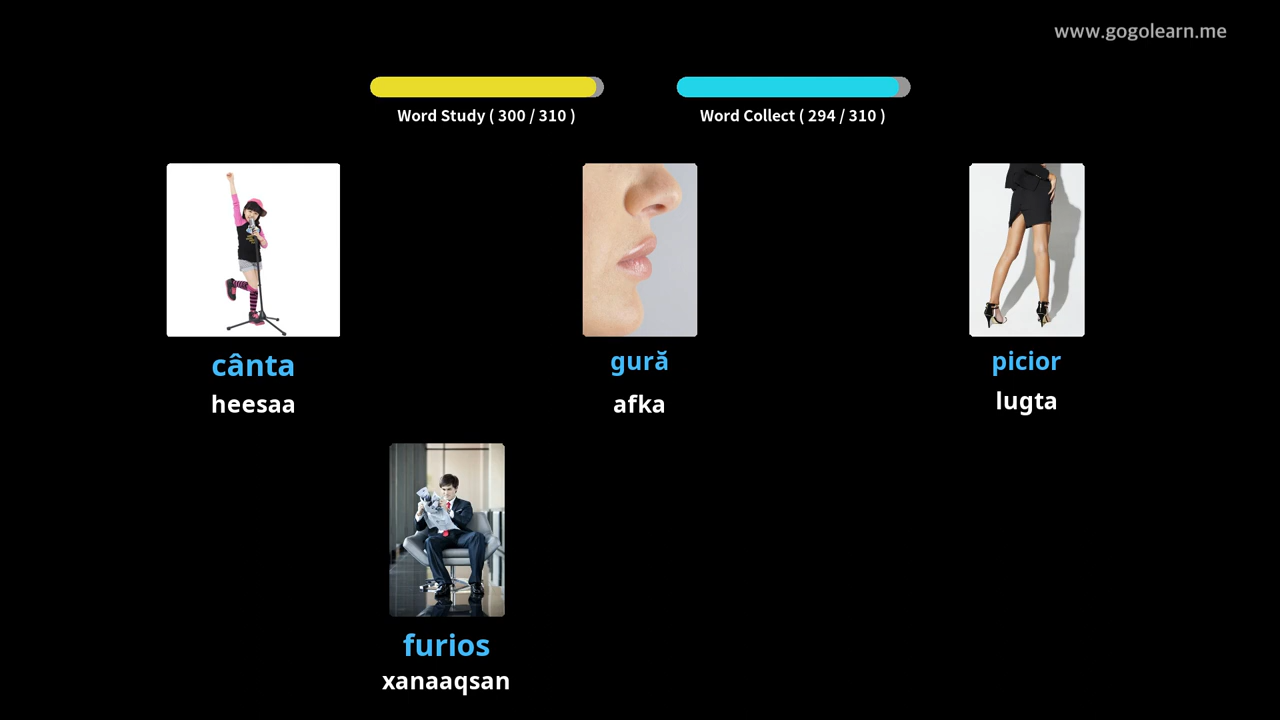 www.gogolearn.me
Word Study ( 300 / 310 )
Word Collect ( 294 / 310 )
cânta
heesaa
gură
afka
picior
lugta
furios
xanaaqsan